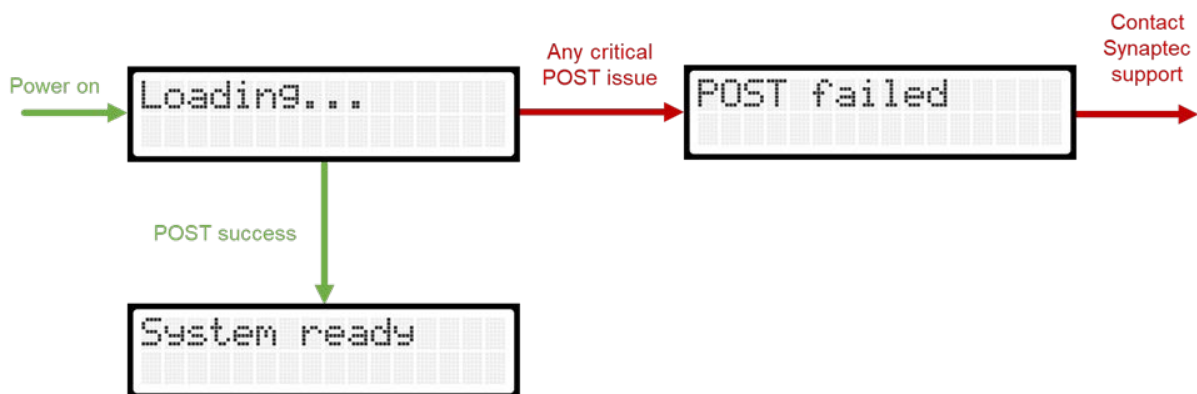 Power on
Loading...
Any critical
POST issue
POST failed
Contact
Synaptec
support
POST success
System ready